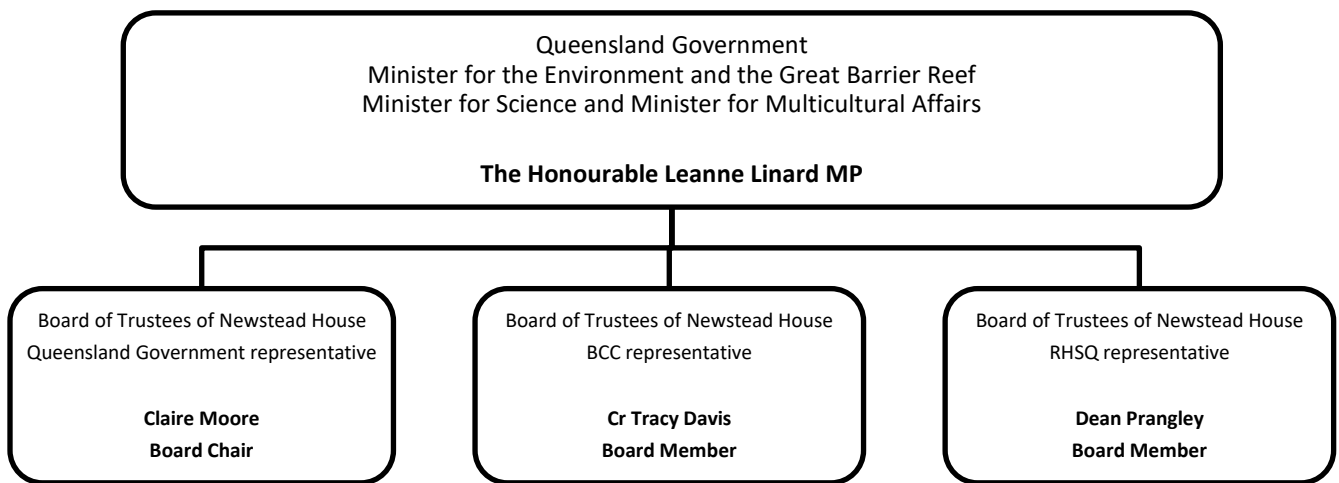 Queensland Government
Minister for the Environment and the Great Barrier Reef
Minister for Science and Minister for Multicultural Affairs
The Honourable Leanne Linard MP
Board of Trustees of Newstead House
Queensland Government representative
Claire Moore
Board Chair
Board of Trustees of Newstead House
BCC representative
Cr Tracy Davis
Board Member
Board of Trustees of Newstead House
RHSQ representative
Dean Prangley
Board Member